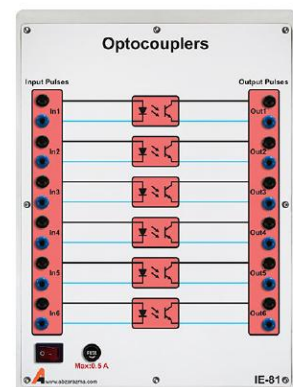 Optocouplers
Input Pulses
Output Pulses
In1
Out1
In2
Out2
In3
Out3
In4
Out4
In5
Out5
In6
Out6
Max:0.5 A
www.abzarazma.com
IE-81